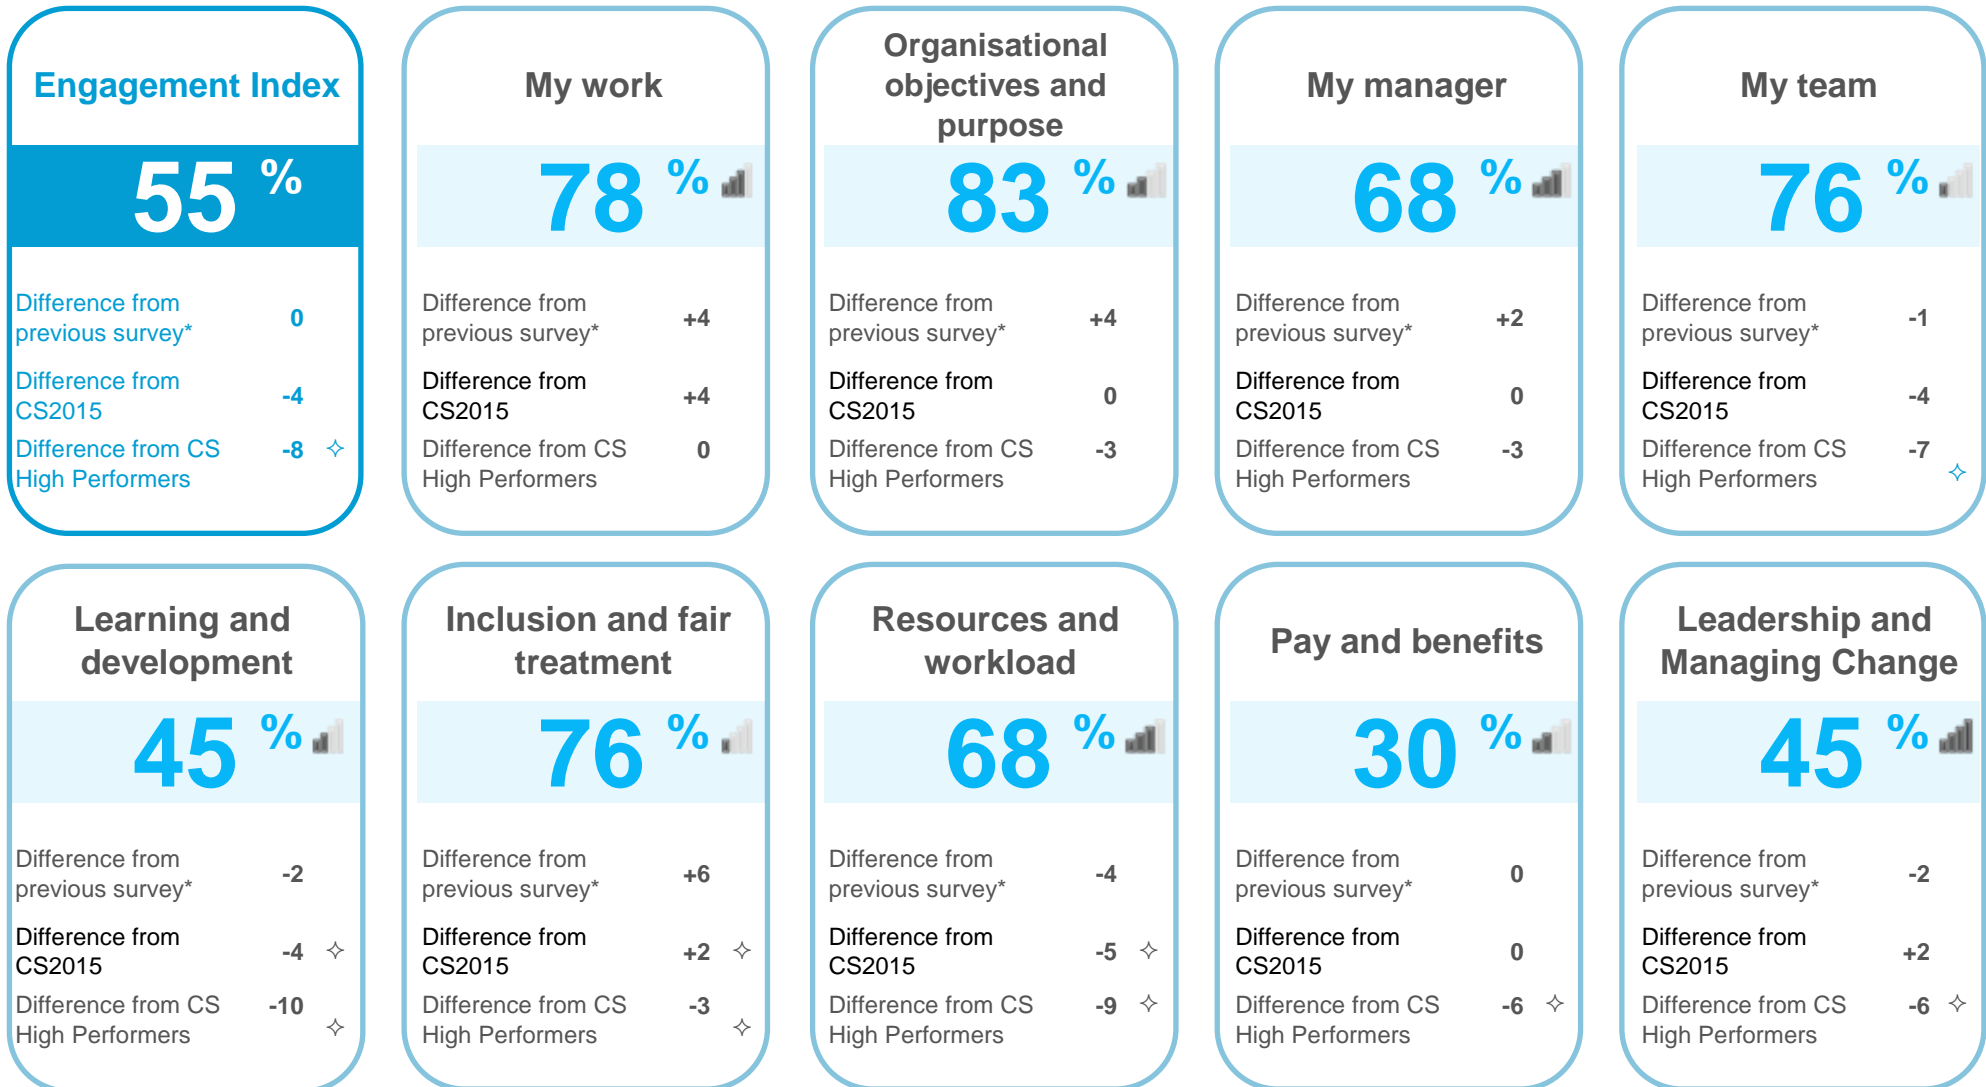 Engagement Index
55 %
Difference from
previous survey*
0
Difference from
CS2015
-4
Difference from CS
High Performers
-8 ✧
My work
78 %
Difference from
previous survey*
+4
Difference from
CS2015
+4
Difference from CS
High Performers
0
Organisational
objectives and
purpose
83 %
Difference from
previous survey*
+4
Difference from
CS2015
0
Difference from CS
High Performers
-3
My manager
68 %
Difference from
previous survey*
+2
Difference from
CS2015
0
Difference from CS
High Performers
-3
My team
76 %
Difference from
previous survey*
-1
Difference from
CS2015
-4
Difference from CS
High Performers
-7 ✧
Learning and
development
45 %
Difference from
previous survey*
-2
Difference from
CS2015
-4 ✧
Difference from CS
High Performers
-10 ✧
Inclusion and fair
treatment
76 %
Difference from
previous survey*
+6
Difference from
CS2015
+2 ✧
Difference from CS
High Performers
-3 ✧
Resources and
workload
68 %
Difference from
previous survey*
-4
Difference from
CS2015
-5 ✧
Difference from CS
High Performers
-9 ✧
Pay and benefits
30 %
Difference from
previous survey*
0
Difference from
CS2015
0
Difference from CS
High Performers
-6 ✧
Leadership and
Managing Change
45 %
Difference from
previous survey*
-2
Difference from
CS2015
+2
Difference from CS
High Performers
-6 ✧